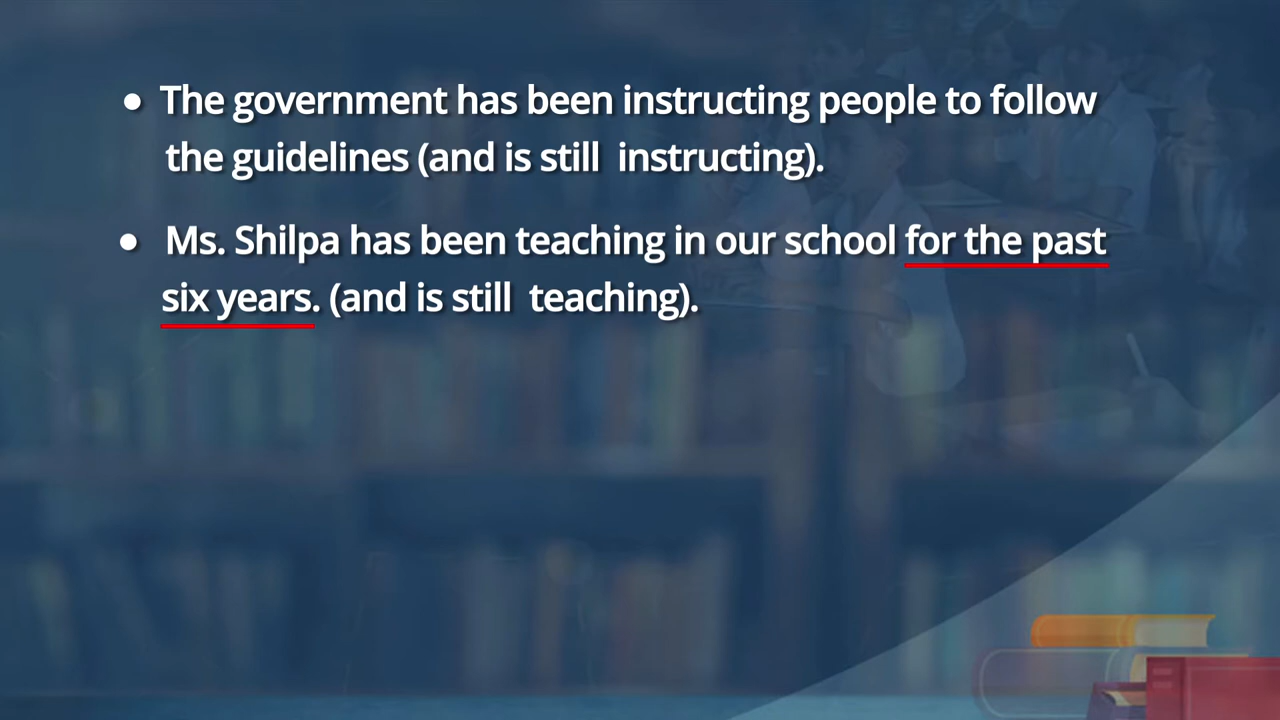 ● The government has been instructing people to follow
the guidelines (and is still instructing).
● Ms. Shilpa has been teaching in our school for the past
six years. (and is still teaching).